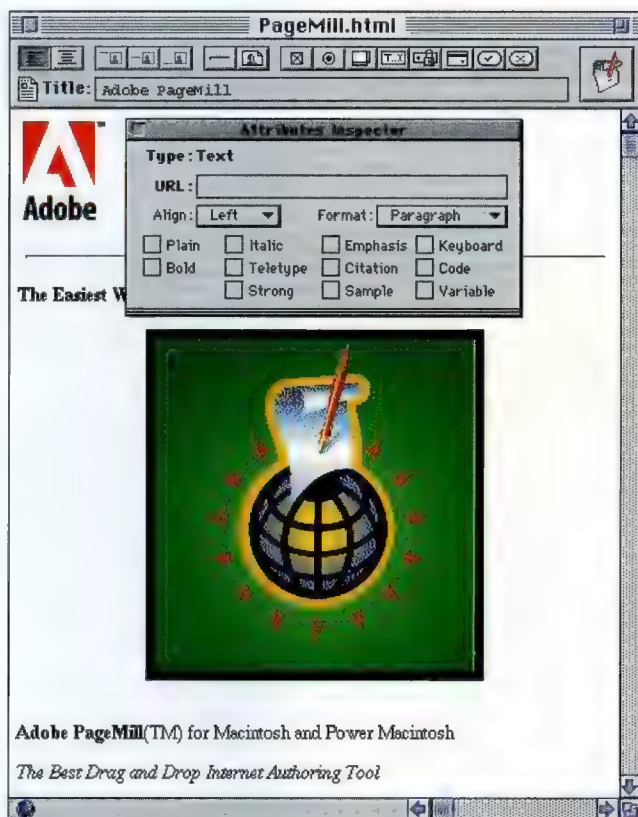 PageMill.html
Title: Adobe PageMill
Adobe™
Attributes Inspector
Type: Text
URL:
Align: Left Format: Paragraph
Plain Italic Emphasis Keyboard
Bold Teletype Citation Code
Strong Sample Variable
The Easiest W
Adobe PageMill(TM) for Macintosh and Power Macintosh
The Best Drag and Drop Internet Authoring Tool